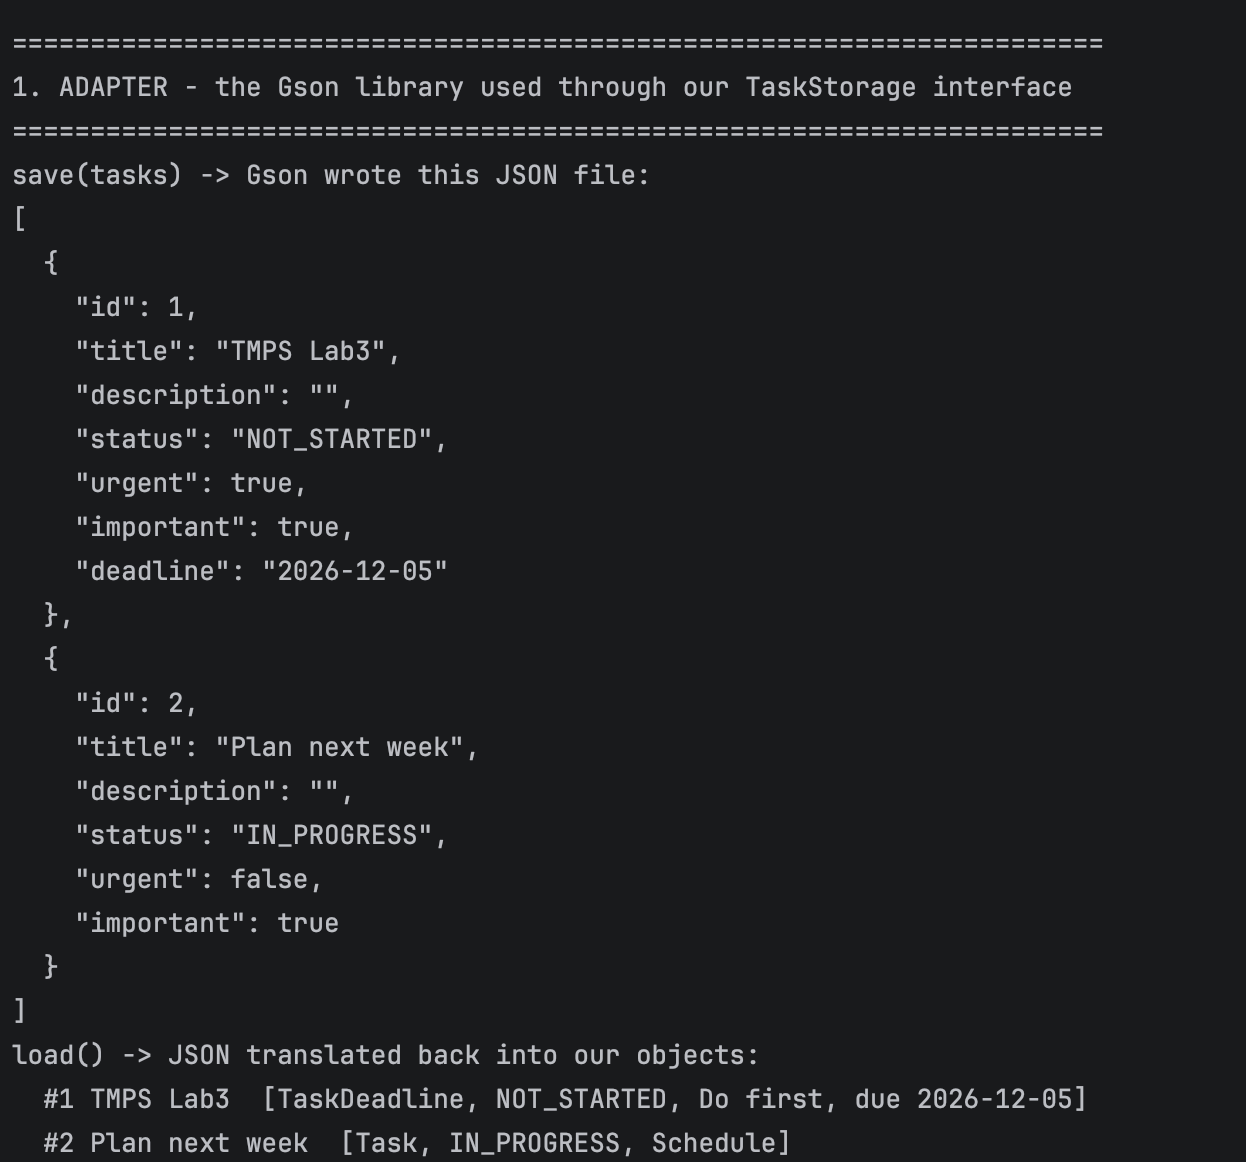 ======================================================================
1. ADAPTER - the Gson library used through our TaskStorage interface
======================================================================
save(tasks) -> Gson wrote this JSON file:
[
  {
    "id": 1,
    "title": "TMPS Lab3",
    "description": "",
    "status": "NOT_STARTED",
    "urgent": true,
    "important": true,
    "deadline": "2026-12-05"
  },
  {
    "id": 2,
    "title": "Plan next week",
    "description": "",
    "status": "IN_PROGRESS",
    "urgent": false,
    "important": true
  }
]
load() -> JSON translated back into our objects:
  #1 TMPS Lab3  [TaskDeadline, NOT_STARTED, Do first, due 2026-12-05]
  #2 Plan next week  [Task, IN_PROGRESS, Schedule]